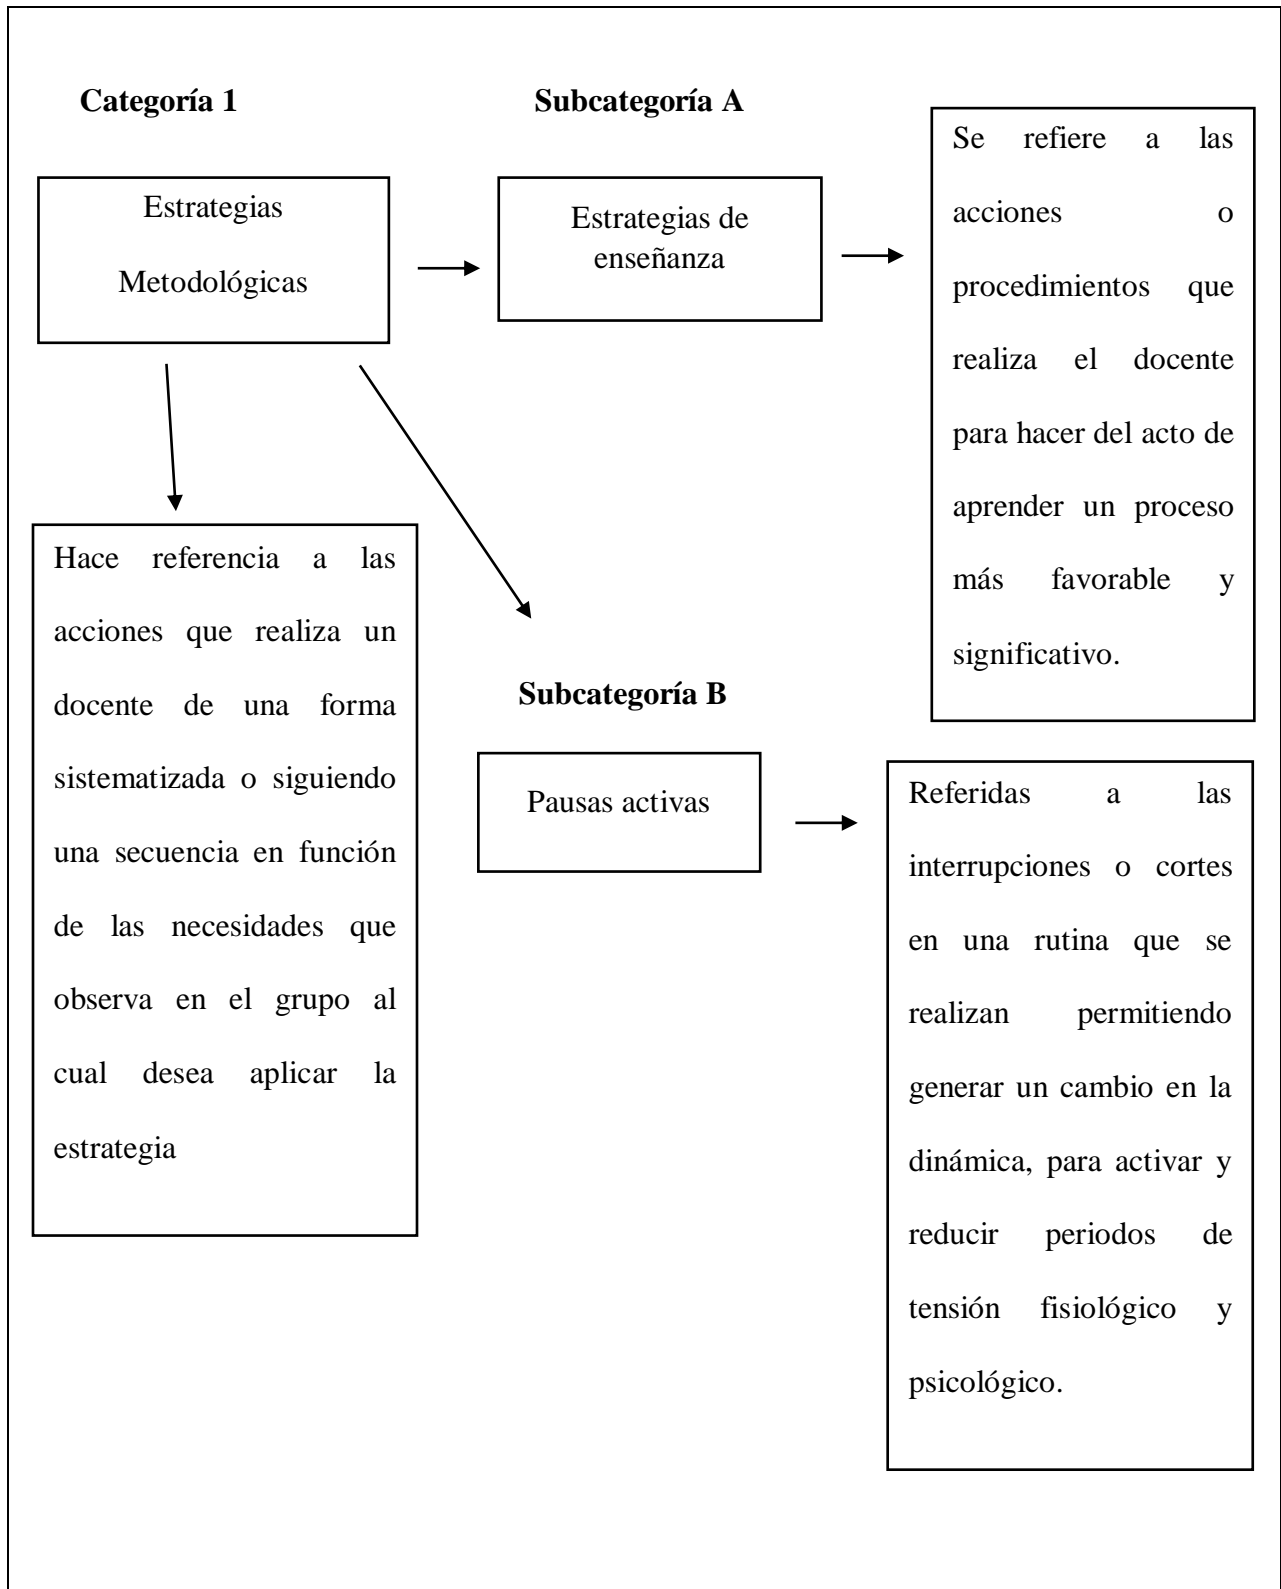 Categoría 1
Estrategias
Metodológicas
Hace referencia a las
acciones que realiza un
docente de una forma
sistematizada o siguiendo
una secuencia en función
de las necesidades que
observa en el grupo al
cual desea aplicar la
estrategia
Subcategoría A
Estrategias de
enseñanza
Se refiere a las
acciones o
procedimientos que
realiza el docente
para hacer del acto de
aprender un proceso
más favorable y
significativo.
Subcategoría B
Pausas activas
Referidas a las
interrupciones o cortes
en una rutina que se
realizan permitiendo
generar un cambio en la
dinámica, para activar y
reducir periodos de
tensión fisiológico y
psicológico.